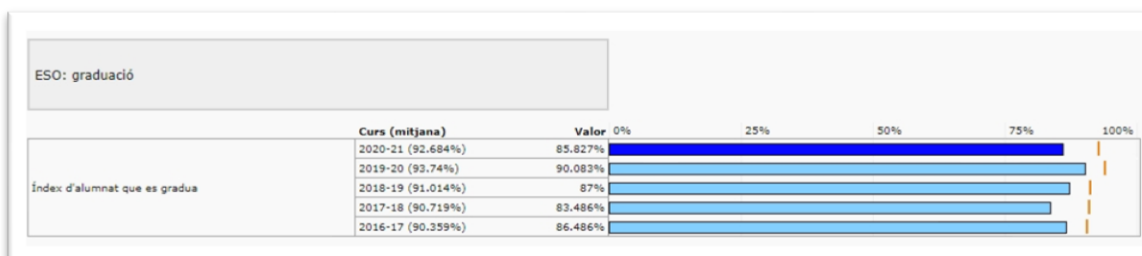 ESO: graduació
Curs (mitjana) Valor 0% 25% 50% 75% 100%
2020-21 (92.684%) 85.827%
2019-20 (93.74%) 90.083%
Índex d'alumnat que es gradua 2018-19 (91.014%) 87%
2017-18 (90.719%) 83.486%
2016-17 (90.359%) 86.486%